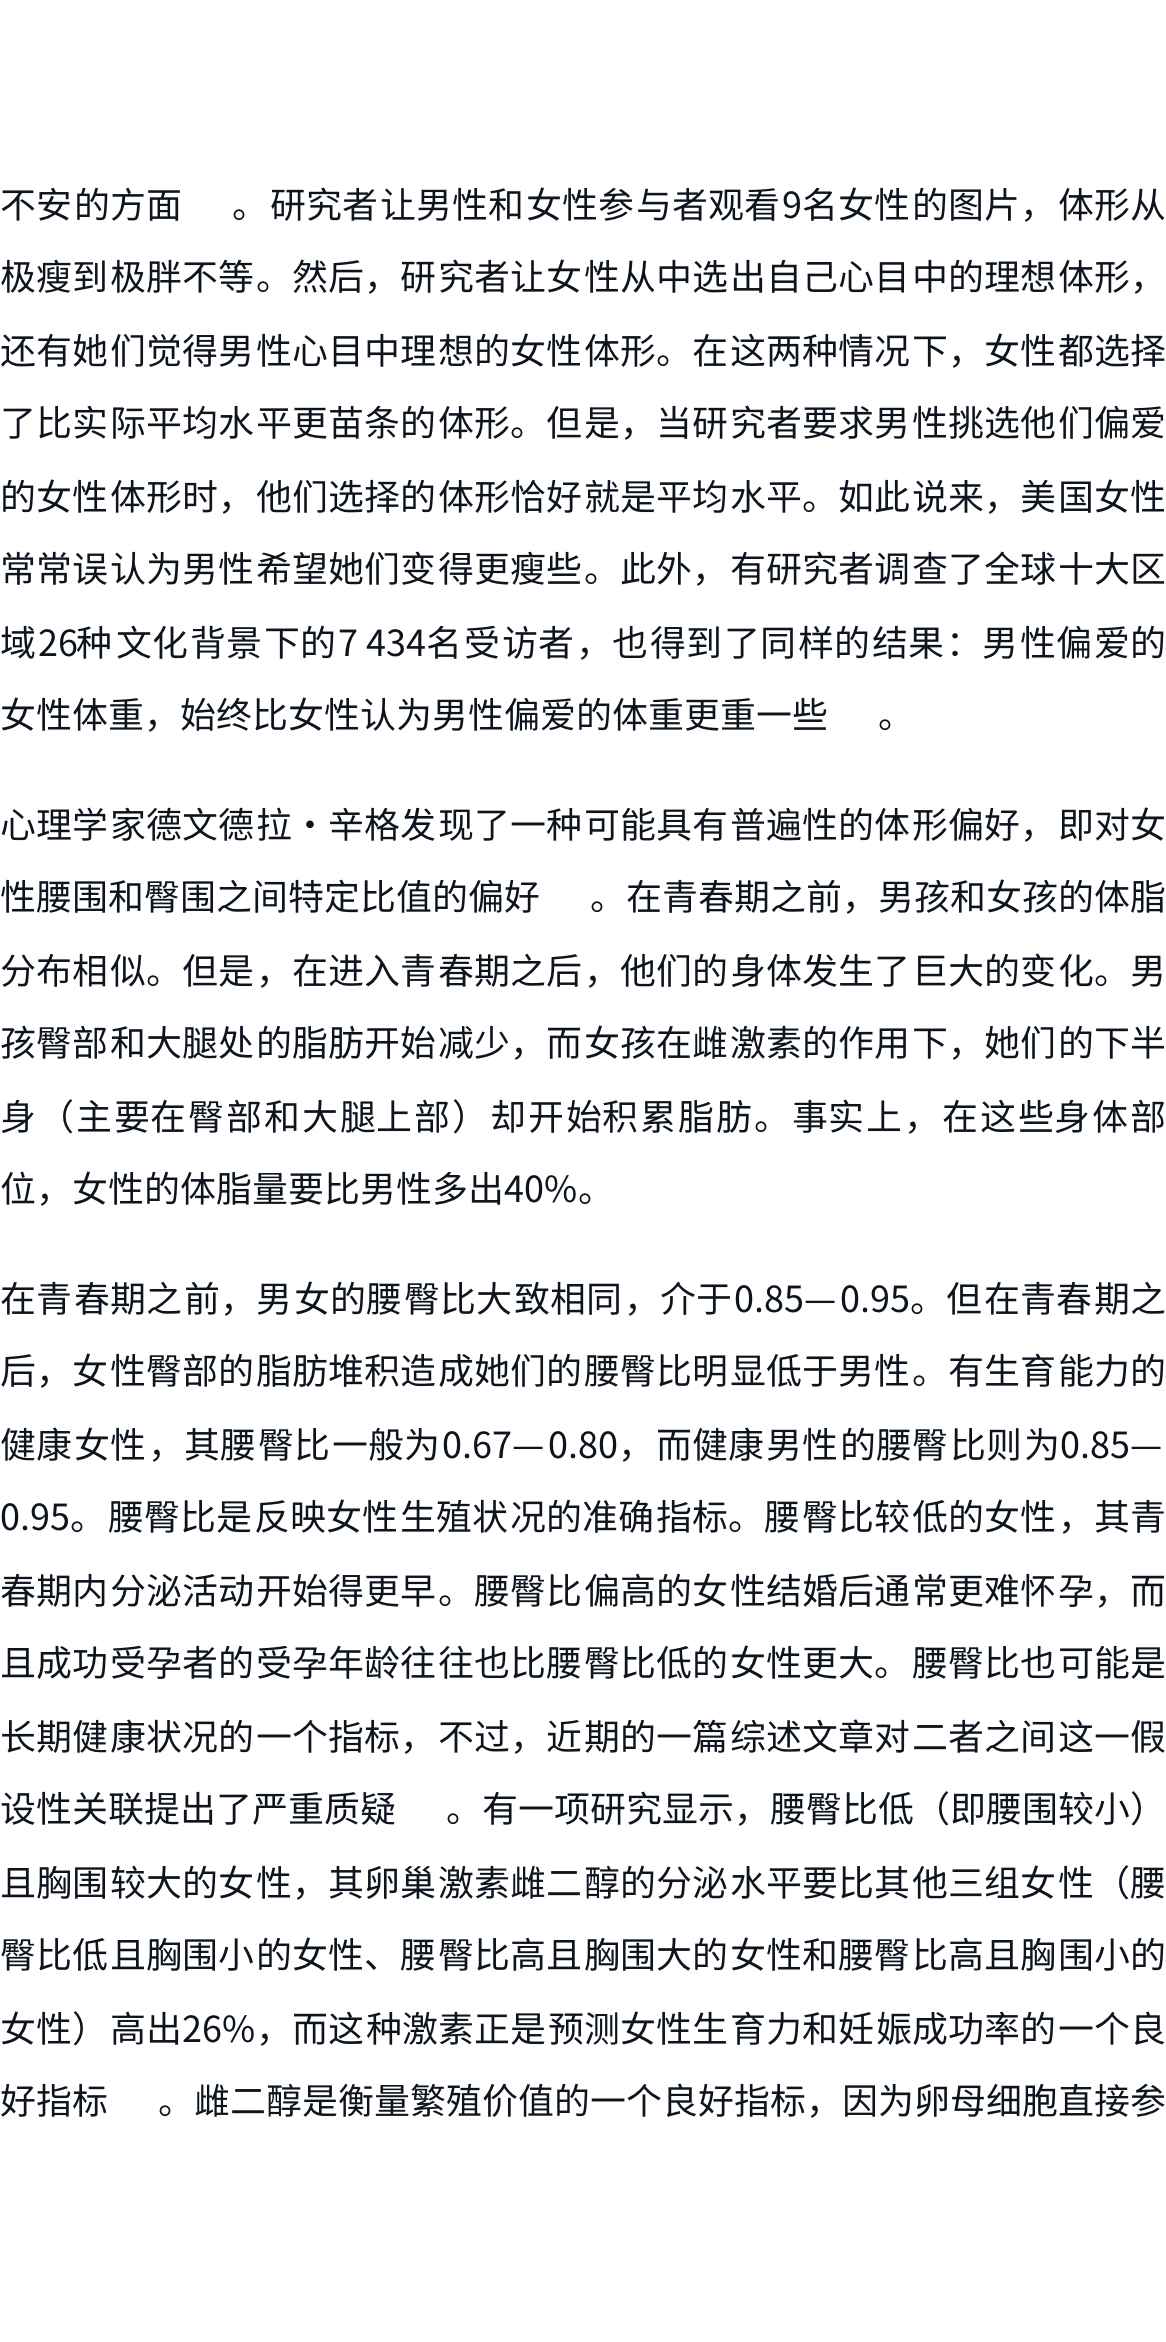 不安的方面 。研究者让男性和女性参与者观看9名女性的图片，体形从
极瘦到极胖不等。然后，研究者让女性从中选出自己心目中的理想体形，
还有她们觉得男性心目中理想的女性体形。在这两种情况下，女性都选择
了比实际平均水平更苗条的体形。但是，当研究者要求男性挑选他们偏爱
的女性体形时，他们选择的体形恰好就是平均水平。如此说来，美国女性
常常误认为男性希望她们变得更瘦些。此外，有研究者调查了全球十大区
域26种文化背景下的7 434名受访者，也得到了同样的结果：男性偏爱的
女性体重，始终比女性认为男性偏爱的体重更重一些 。
心理学家德文德拉·辛格发现了一种可能具有普遍性的体形偏好，即对女
性腰围和臀围之间特定比值的偏好 。在青春期之前，男孩和女孩的体脂
分布相似。但是，在进入青春期之后，他们的身体发生了巨大的变化。男
孩臀部和大腿处的脂肪开始减少，而女孩在雌激素的作用下，她们的下半
身（主要在臀部和大腿上部）却开始积累脂肪。事实上，在这些身体部
位，女性的体脂量要比男性多出40%。
在青春期之前，男女的腰臀比大致相同，介于0.85—0.95。但在青春期之
后，女性臀部的脂肪堆积造成她们的腰臀比明显低于男性。有生育能力的
健康女性，其腰臀比一般为0.67—0.80，而健康男性的腰臀比则为0.85—
0.95。腰臀比是反映女性生殖状况的准确指标。腰臀比较低的女性，其青
春期内分泌活动开始得更早。腰臀比偏高的女性结婚后通常更难怀孕，而
且成功受孕者的受孕年龄往往也比腰臀比低的女性更大。腰臀比也可能是
长期健康状况的一个指标，不过，近期的一篇综述文章对二者之间这一假
设性关联提出了严重质疑 。有一项研究显示，腰臀比低（即腰围较小）
且胸围较大的女性，其卵巢激素雌二醇的分泌水平要比其他三组女性（腰
臀比低且胸围小的女性、腰臀比高且胸围大的女性和腰臀比高且胸围小的
女性）高出26%，而这种激素正是预测女性生育力和妊娠成功率的一个良
好指标 。雌二醇是衡量繁殖价值的一个良好指标，因为卵母细胞直接参